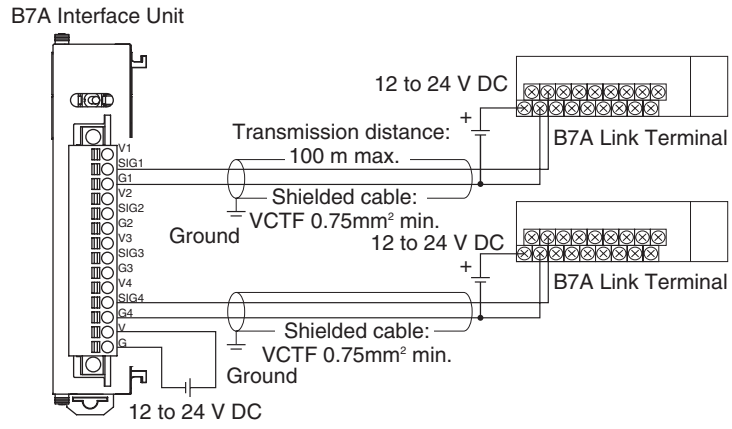 B7A Interface Unit
12 to 24 V DC
+
B7A Link Terminal
Transmission distance:
100 m max.
V1
SIG1
G1
V2
SIG2
G2
V3
SIG3
G3
V4
SIG4
G4
V
G
Shielded cable:
VCTF 0.75mm² min.
Ground
12 to 24 V DC
+
B7A Link Terminal
Shielded cable:
VCTF 0.75mm² min.
Ground
12 to 24 V DC